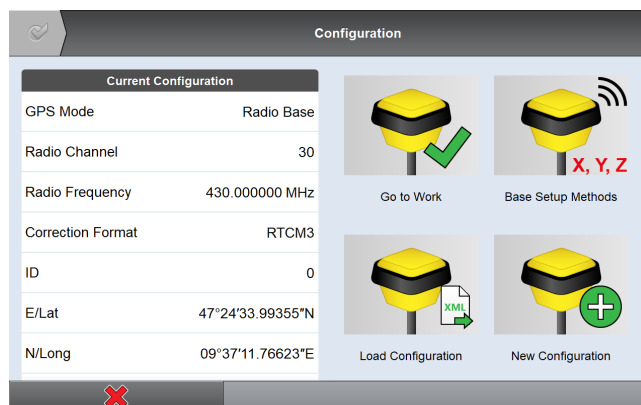 Configuration
Current Configuration
GPS Mode Radio Base
Radio Channel 30
Radio Frequency 430.000000 MHz
Correction Format RTCM3
ID 0
E/Lat 47°24'33.99355"N
N/Long 09°37'11.76623"E
X, Y, Z
Go to Work
Base Setup Methods
XML
Load Configuration
New Configuration